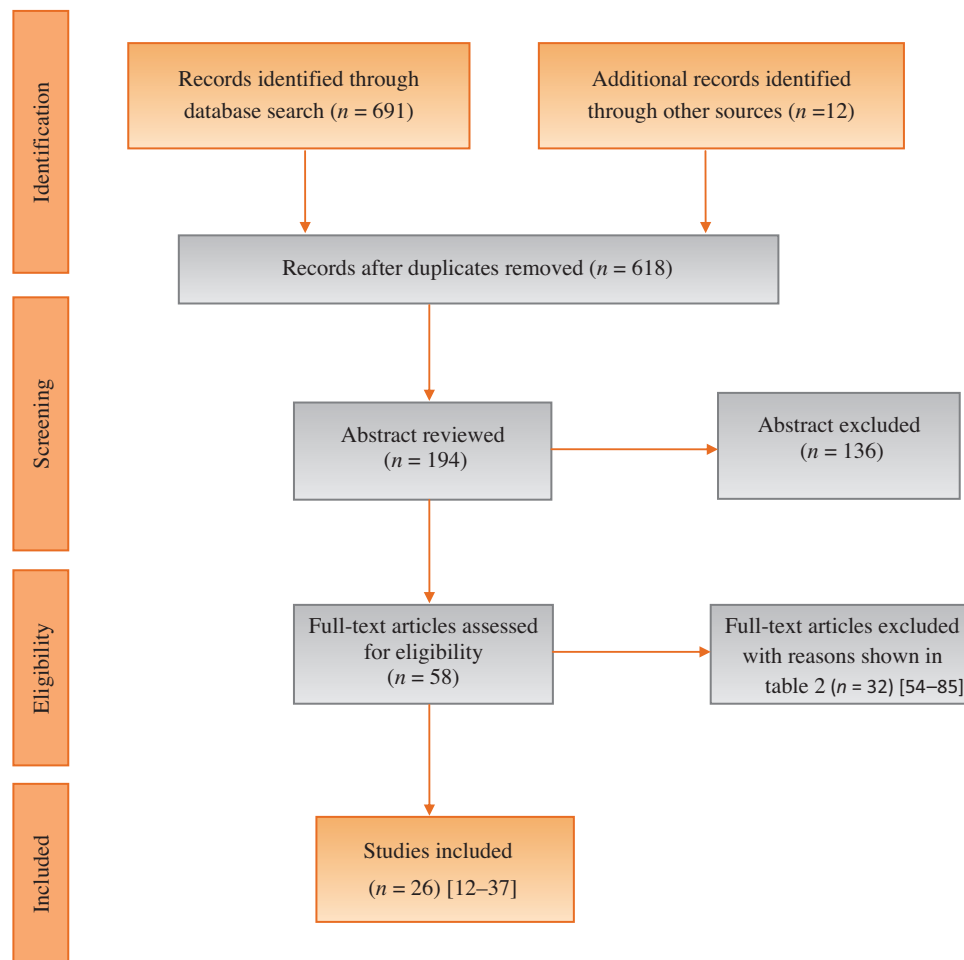 Identification
Records identified through
database search (n = 691)
Additional records identified
through other sources (n =12)
Records after duplicates removed (n = 618)
Screening
Abstract reviewed
(n = 194)
Abstract excluded
(n = 136)
Eligibility
Full-text articles assessed
for eligibility
(n = 58)
Full-text articles excluded
with reasons shown in
table 2 (n = 32) [54–85]
Included
Studies included
(n = 26) [12–37]